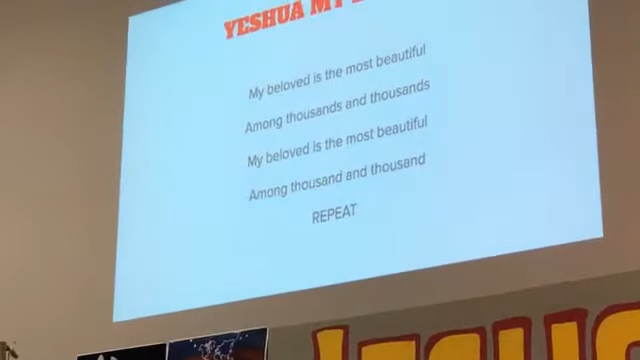 YESHUA MY
My beloved is the most beautiful
Among thousands and thousands
My beloved is the most beautiful
Among thousand and thousand
REPEAT
JESUS